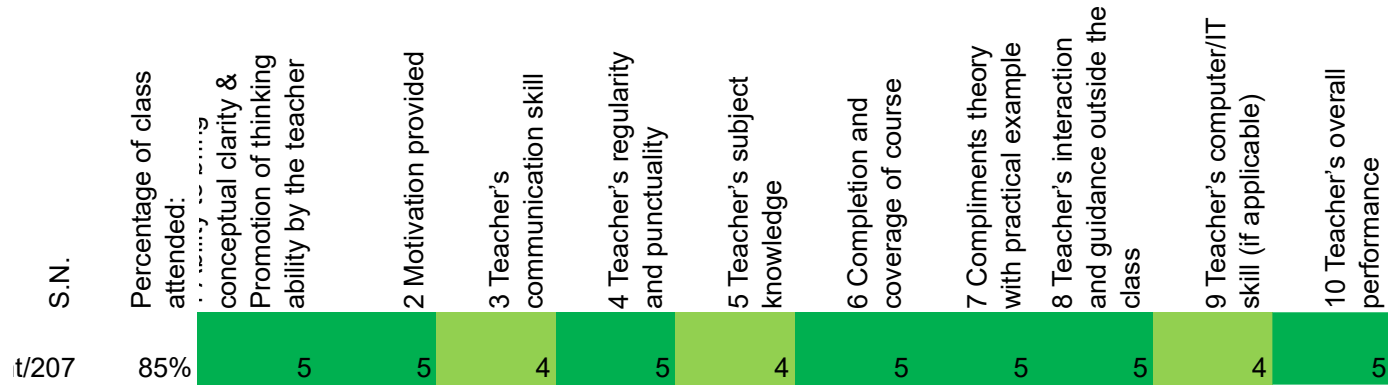 S.N.
Percentage of class
attended:
conceptual clarity &
Promotion of thinking
ability by the teacher
2 Motivation provided
3 Teacher's
communication skill
4 Teacher's regularity
and punctuality
5 Teacher's subject
knowledge
6 Completion and
coverage of course
7 Compliments theory
with practical example
8 Teacher's interaction
and guidance outside the
class
9 Teacher's computer/IT
skill (if applicable)
10 Teacher's overall
performance
t/207 85% 5 5 4 5 4 5 5 5 4 5